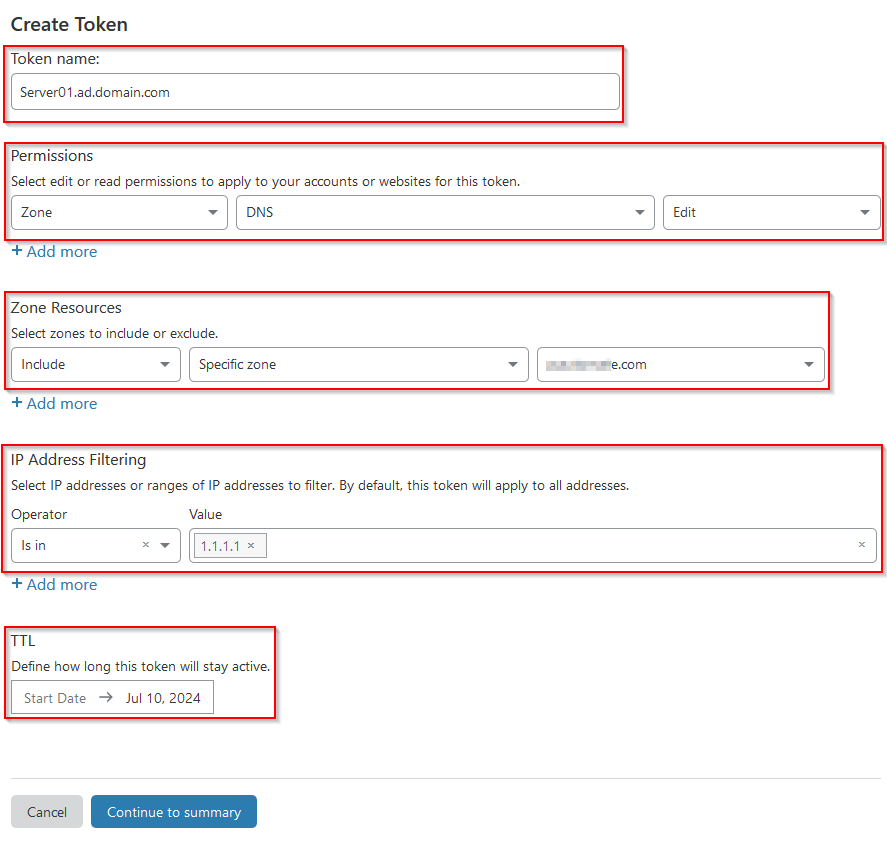 Create Token
Token name:
Server01.ad.domain.com
Permissions
Select edit or read permissions to apply to your accounts or websites for this token.
Zone DNS Edit
+ Add more
Zone Resources
Select zones to include or exclude.
Include Specific zone e.com
+ Add more
IP Address Filtering
Select IP addresses or ranges of IP addresses to filter. By default, this token will apply to all addresses.
Operator Value
Is in × 1.1.1.1 × ×
+ Add more
TTL
Define how long this token will stay active.
Start Date → Jul 10, 2024
Cancel Continue to summary